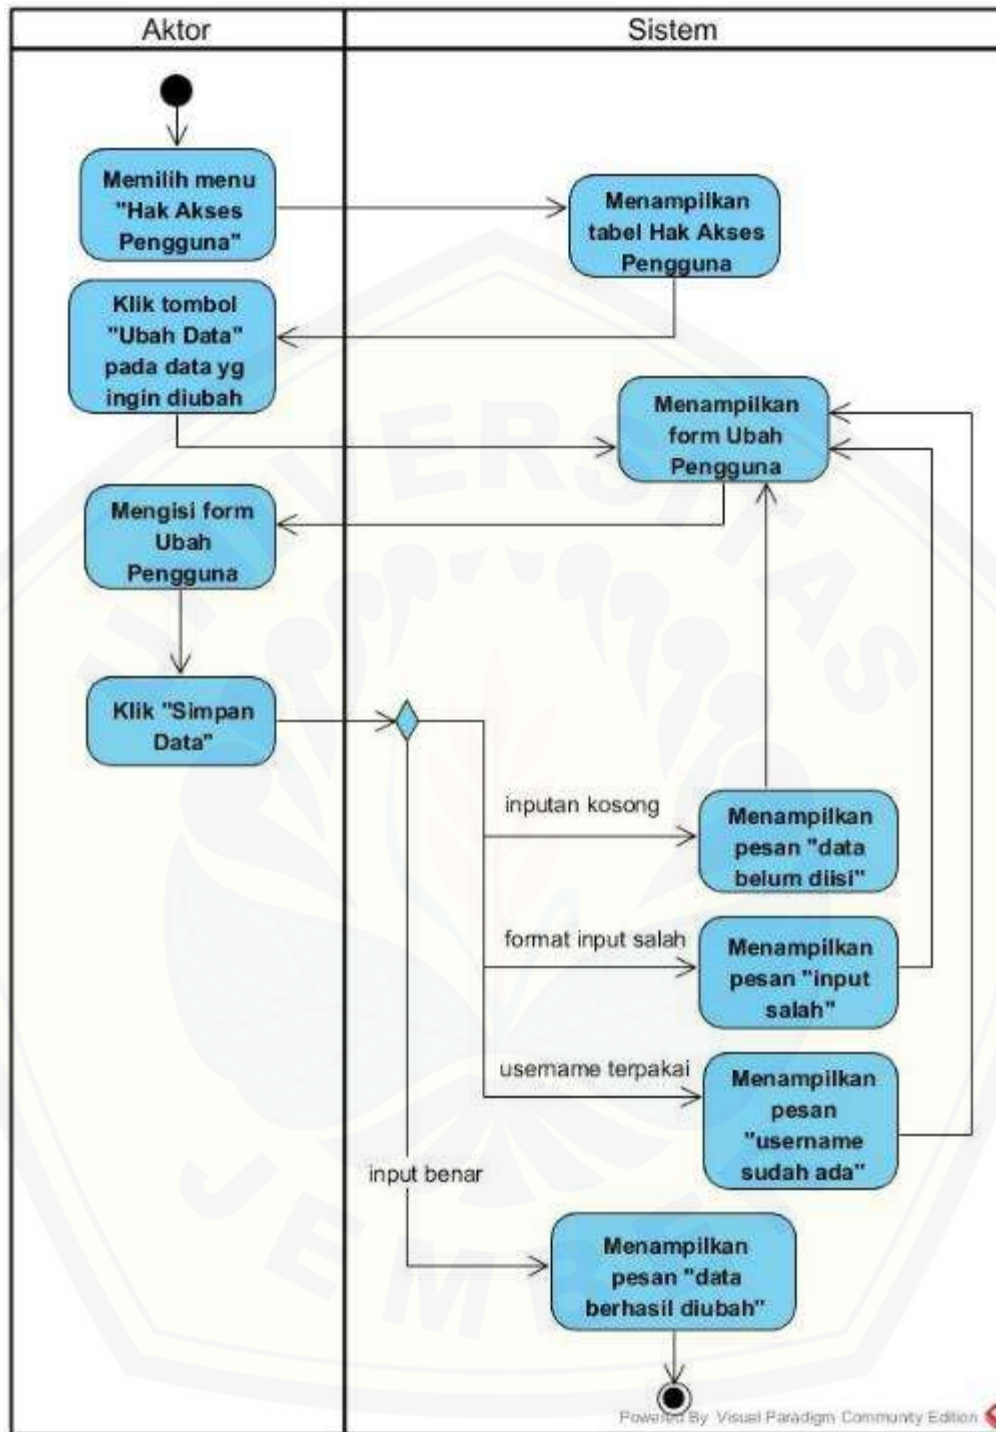 Aktor
Sistem
Memilih menu
"Hak Akses
Pengguna"
Menampilkan
tabel Hak Akses
Pengguna
Klik tombol
"Ubah Data"
pada data yg
ingin diubah
Menampilkan
form Ubah
Pengguna
Mengisi form
Ubah
Pengguna
Klik "Simpan
Data"
inputan kosong
Menampilkan
pesan "data
belum diisi"
format input salah
Menampilkan
pesan "input
salah"
username terpakai
Menampilkan
pesan
"username
sudah ada"
input benar
Menampilkan
pesan "data
berhasil diubah"
UNIVERSITAS
JEMBER
Powered By Visual Paradigm Community Edition